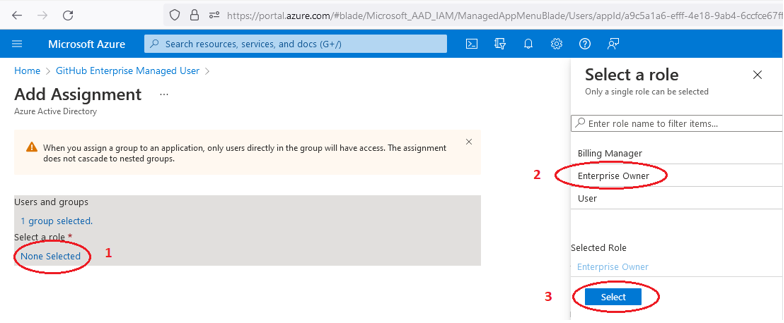 https://portal.azure.com/#blade/Microsoft_AAD_IAM/ManagedAppMenuBlade/Users/appId/a9c5a1a6-efff-4e18-9ab4-6ccfce67ff
Microsoft Azure
Search resources, services, and docs (G+/)
Home > GitHub Enterprise Managed User >
Add Assignment ...
Azure Active Directory
When you assign a group to an application, only users directly in the group will have access. The assignment
does not cascade to nested groups.
Users and groups
1 group selected.
Select a role *
None Selected
1
Select a role
Only a single role can be selected
Enter role name to filter items...
Billing Manager
2
Enterprise Owner
User
Selected Role
Enterprise Owner
3
Select